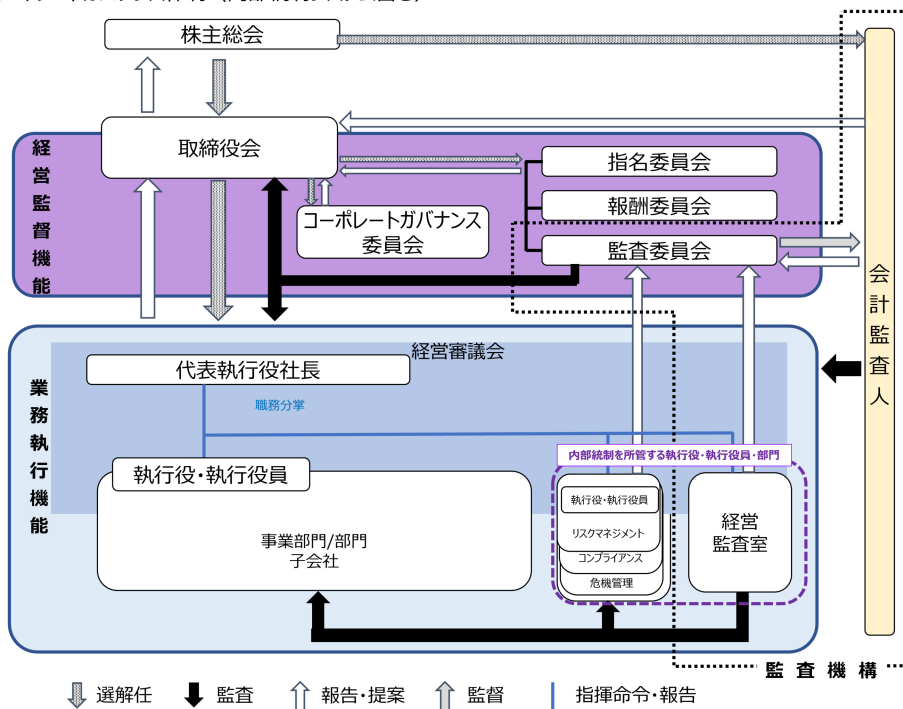 株主総会
取締役会
経営監督機能
指名委員会
報酬委員会
コーポレートガバナンス
委員会
監査委員会
会計監査人
業務執行機能
経営審議会
代表執行役社長
職務分掌
内部統制を所管する執行役・執行役員・部門
執行役・執行役員
事業部門/部門
子会社
執行役・執行役員
リスクマネジメント
コンプライアンス
危機管理
経営
監査室
監査機構
選解任
監査
報告・提案
監督
指揮命令・報告